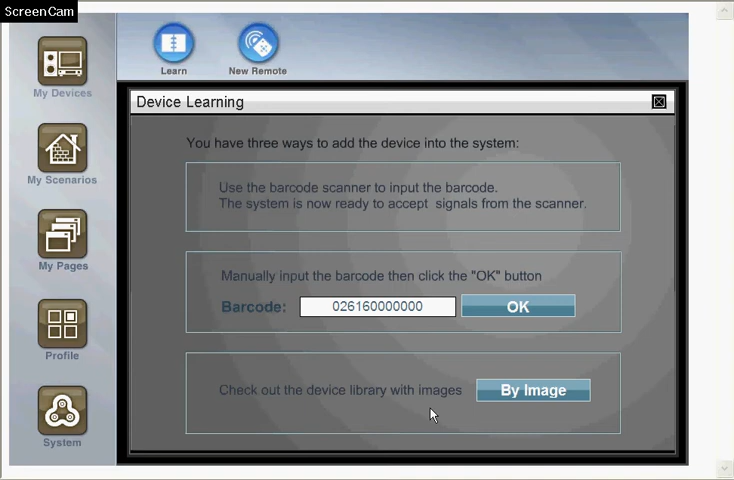 ScreenCam
My Devices
My Scenarios
My Pages
Profile
System
Learn
New Remote
Device Learning
You have three ways to add the device into the system:
Use the barcode scanner to input the barcode.
The system is now ready to accept signals from the scanner.
Manually input the barcode then click the "OK" button
Barcode: 026160000000 OK
Check out the device library with images By Image